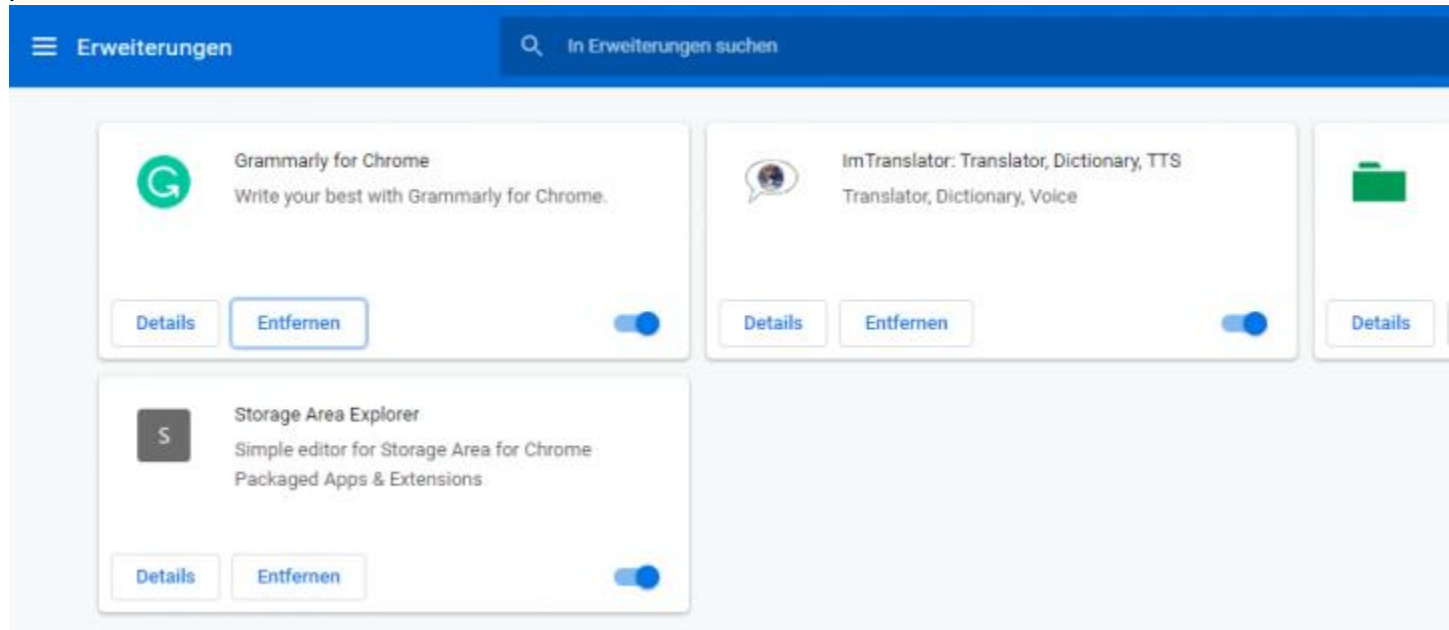 Erweiterungen
In Erweiterungen suchen
Grammarly for Chrome
Write your best with Grammarly for Chrome.
Details
Entfernen
ImTranslator: Translator, Dictionary, TTS
Translator, Dictionary, Voice
Details
Entfernen
Details
S
Storage Area Explorer
Simple editor for Storage Area for Chrome
Packaged Apps & Extensions
Details
Entfernen